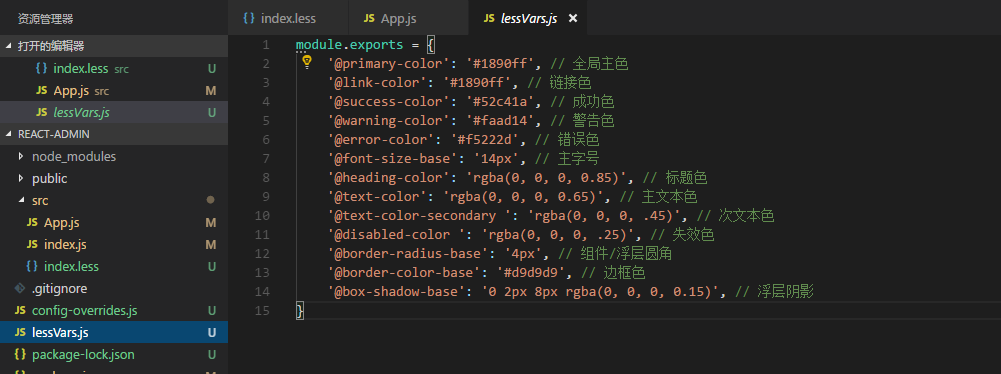 资源管理器
打开的编辑器
{ } index.less src U
JS App.js src M
JS lessVars.js U
REACT-ADMIN
node_modules
public
src
JS App.js M
JS index.js M
{ } index.less U
.gitignore
JS config-overrides.js U
JS lessVars.js U
{ } package-lock.json U
{ } index.less
JS App.js
JS lessVars.js ×
1 module.exports = {
2 '@primary-color': '#1890ff', // 全局主色
3 '@link-color': '#1890ff', // 链接色
4 '@success-color': '#52c41a', // 成功色
5 '@warning-color': '#faad14', // 警告色
6 '@error-color': '#f5222d', // 错误色
7 '@font-size-base': '14px', // 主字号
8 '@heading-color': 'rgba(0, 0, 0, 0.85)', // 标题色
9 '@text-color': 'rgba(0, 0, 0, 0.65)', // 主文本色
10 '@text-color-secondary ': 'rgba(0, 0, 0, .45)', // 次文本色
11 '@disabled-color ': 'rgba(0, 0, 0, .25)', // 失效色
12 '@border-radius-base': '4px', // 组件/浮层圆角
13 '@border-color-base': '#d9d9d9', // 边框色
14 '@box-shadow-base': '0 2px 8px rgba(0, 0, 0, 0.15)', // 浮层阴影
15 }